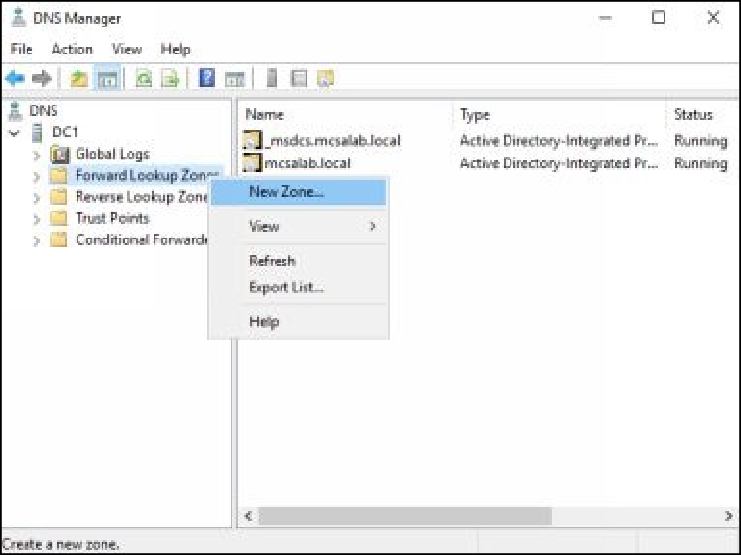 DNS Manager
File Action View Help
DNS
DC1
Global Logs
Forward Lookup Zones
Reverse Lookup Zone
Trust Points
Conditional Forwarde
Name Type Status
_msdcs.mcsalab.local Active Directory-Integrated Pr... Running
mcsalab.local Active Directory-Integrated Pr... Running
New Zone...
View
Refresh
Export List...
Help
Create a new zone.